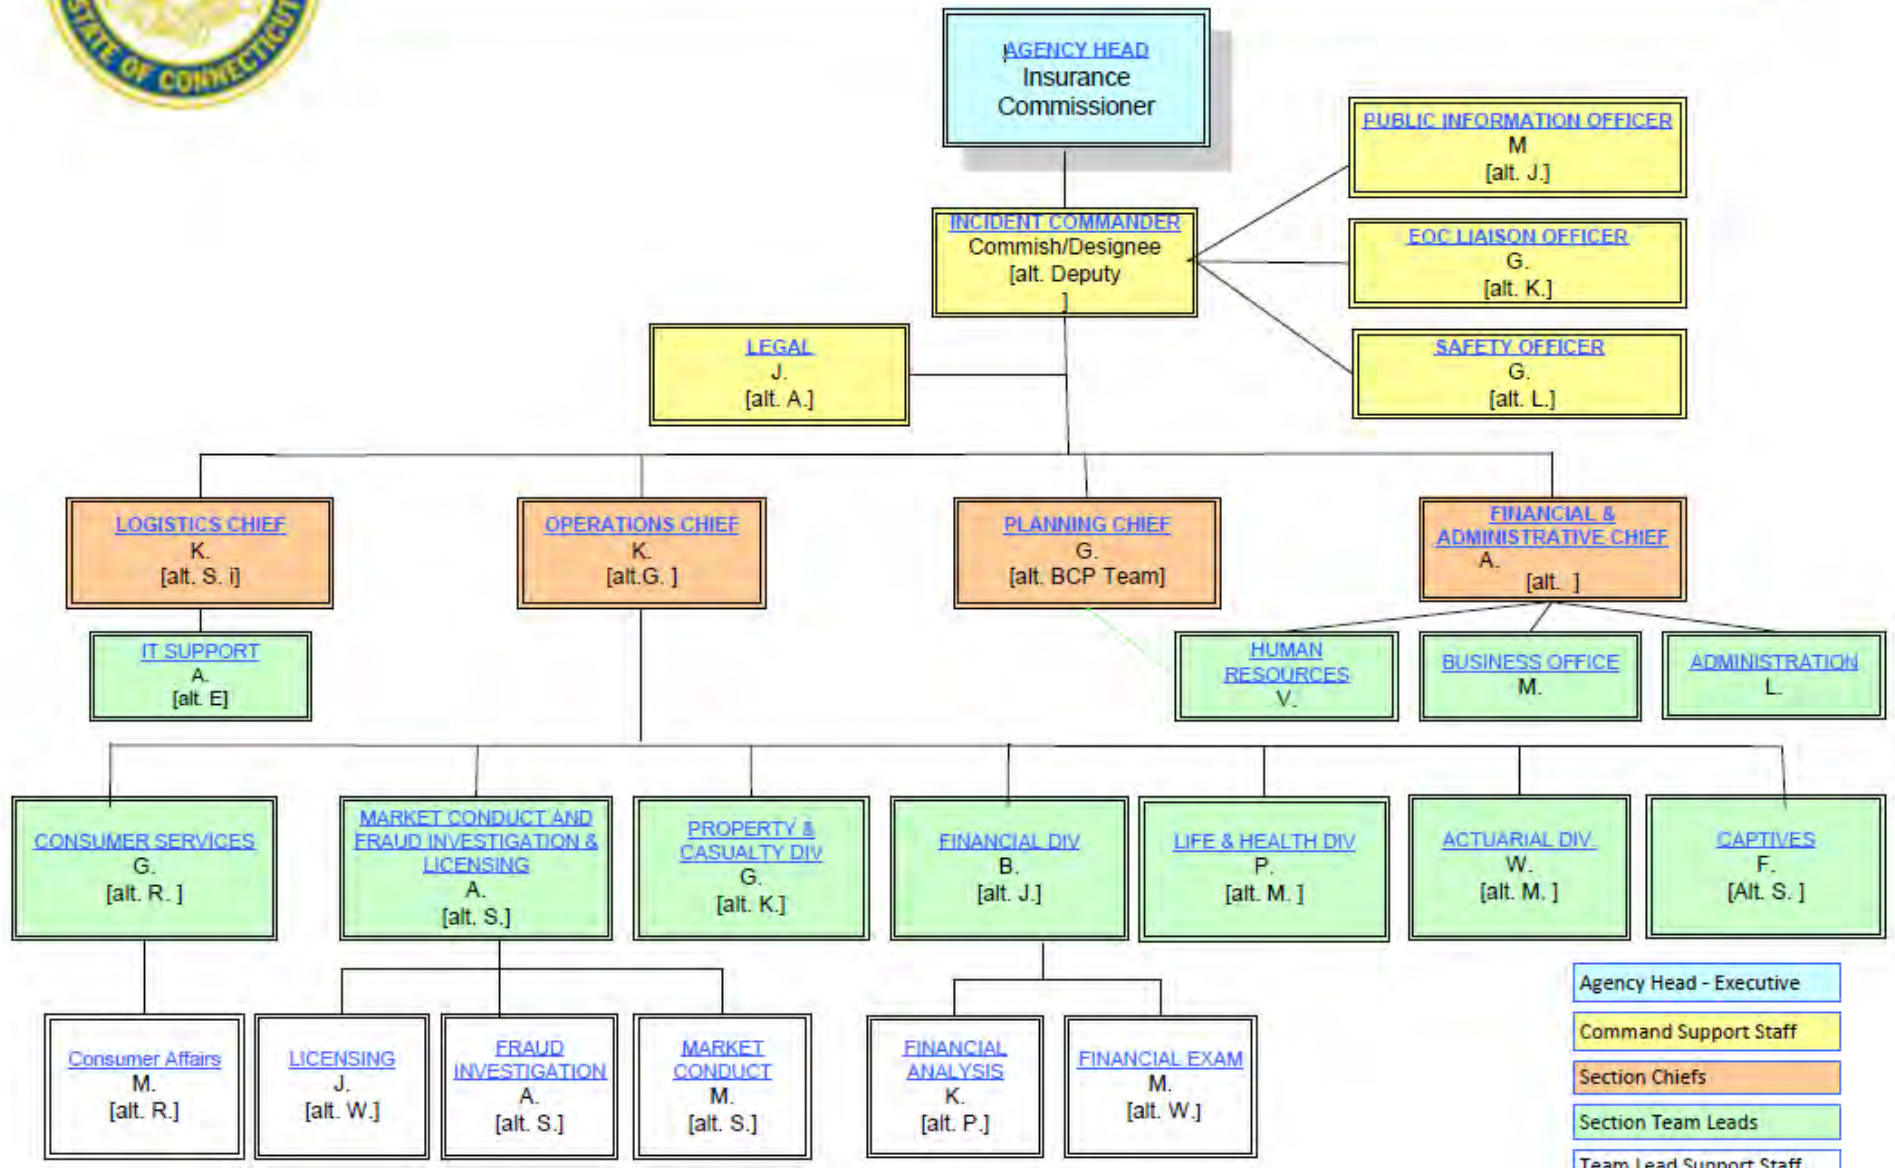 STATE OF CONNECTICUT
AGENCY HEAD
Insurance
Commissioner
PUBLIC INFORMATION OFFICER
M
[alt. J.]
INCIDENT COMMANDER
Commish/Designee
[alt. Deputy
]
EOC LIAISON OFFICER
G.
[alt. K.]
LEGAL
J.
[alt. A.]
SAFETY OFFICER
G.
[alt. L.]
LOGISTICS CHIEF
K.
[alt. S. i]
OPERATIONS CHIEF
K.
[alt.G. ]
PLANNING CHIEF
G.
[alt. BCP Team]
FINANCIAL &
ADMINISTRATIVE CHIEF
A.
[alt. ]
IT SUPPORT
A.
[alt. E]
HUMAN
RESOURCES
V.
BUSINESS OFFICE
M.
ADMINISTRATION
L.
CONSUMER SERVICES
G.
[alt. R. ]
MARKET CONDUCT AND
FRAUD INVESTIGATION &
LICENSING
A.
[alt. S.]
PROPERTY &
CASUALTY DIV
G.
[alt. K.]
FINANCIAL DIV
B.
[alt. J.]
LIFE & HEALTH DIV
P.
[alt. M. ]
ACTUARIAL DIV.
W.
[alt. M. ]
CAPTIVES
F.
[Alt. S. ]
Consumer Affairs
M.
[alt. R.]
LICENSING
J.
[alt. W.]
FRAUD
INVESTIGATION
A.
[alt. S.]
MARKET
CONDUCT
M.
[alt. S.]
FINANCIAL
ANALYSIS
K.
[alt. P.]
FINANCIAL EXAM
M.
[alt. W.]
Agency Head - Executive
Command Support Staff
Section Chiefs
Section Team Leads
Team Lead Support Staff